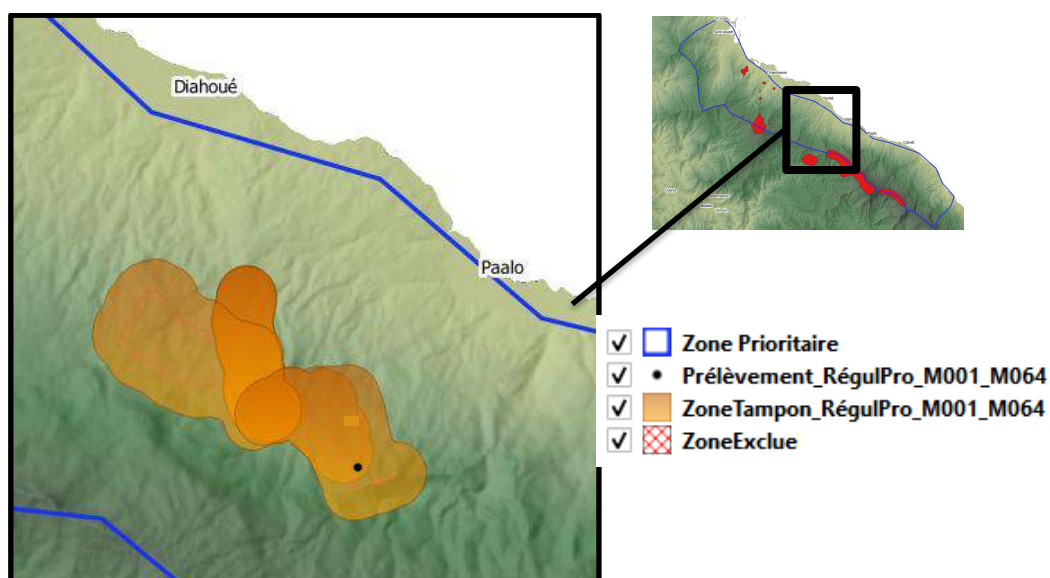 Diahoué
Paalo
Zone Prioritaire
Prélèvement_RégulPro_M001_M064
ZoneTampon_RégulPro_M001_M064
ZoneExclue